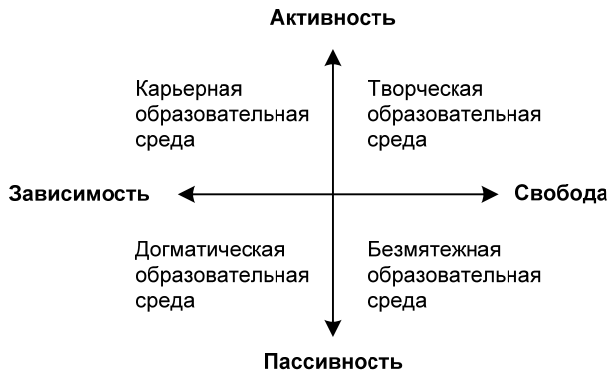 Активность
Карьерная
образовательная
среда
Творческая
образовательная
среда
Зависимость
Свобода
Догматическая
образовательная
среда
Безмятежная
образовательная
среда
Пассивность